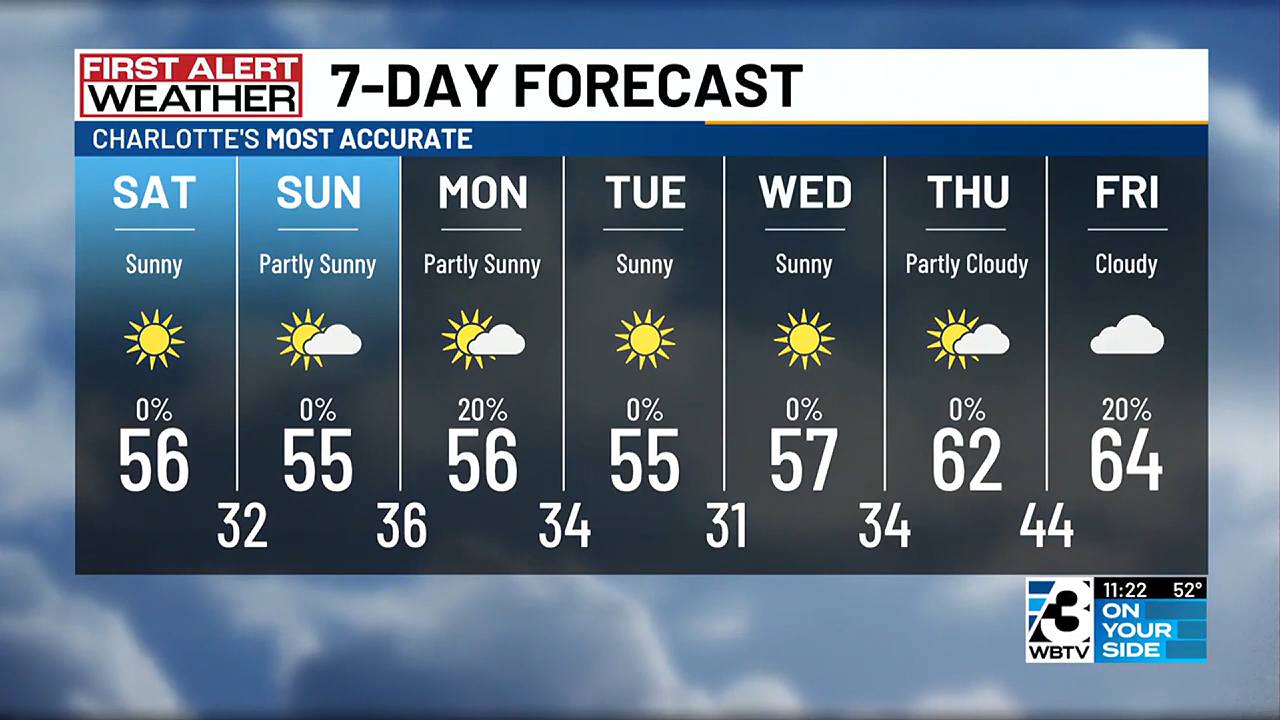 FIRST ALERT
WEATHER
7-DAY FORECAST
CHARLOTTE'S MOST ACCURATE
SAT SUN MON TUE WED THU FRI
Sunny Partly Sunny Partly Sunny Sunny Sunny Partly Cloudy Cloudy
0% 0% 20% 0% 0% 0% 20%
56 55 56 55 57 62 64
32 36 34 31 34 44
3
WBTV
11:22 52°
ON
YOUR
SIDE